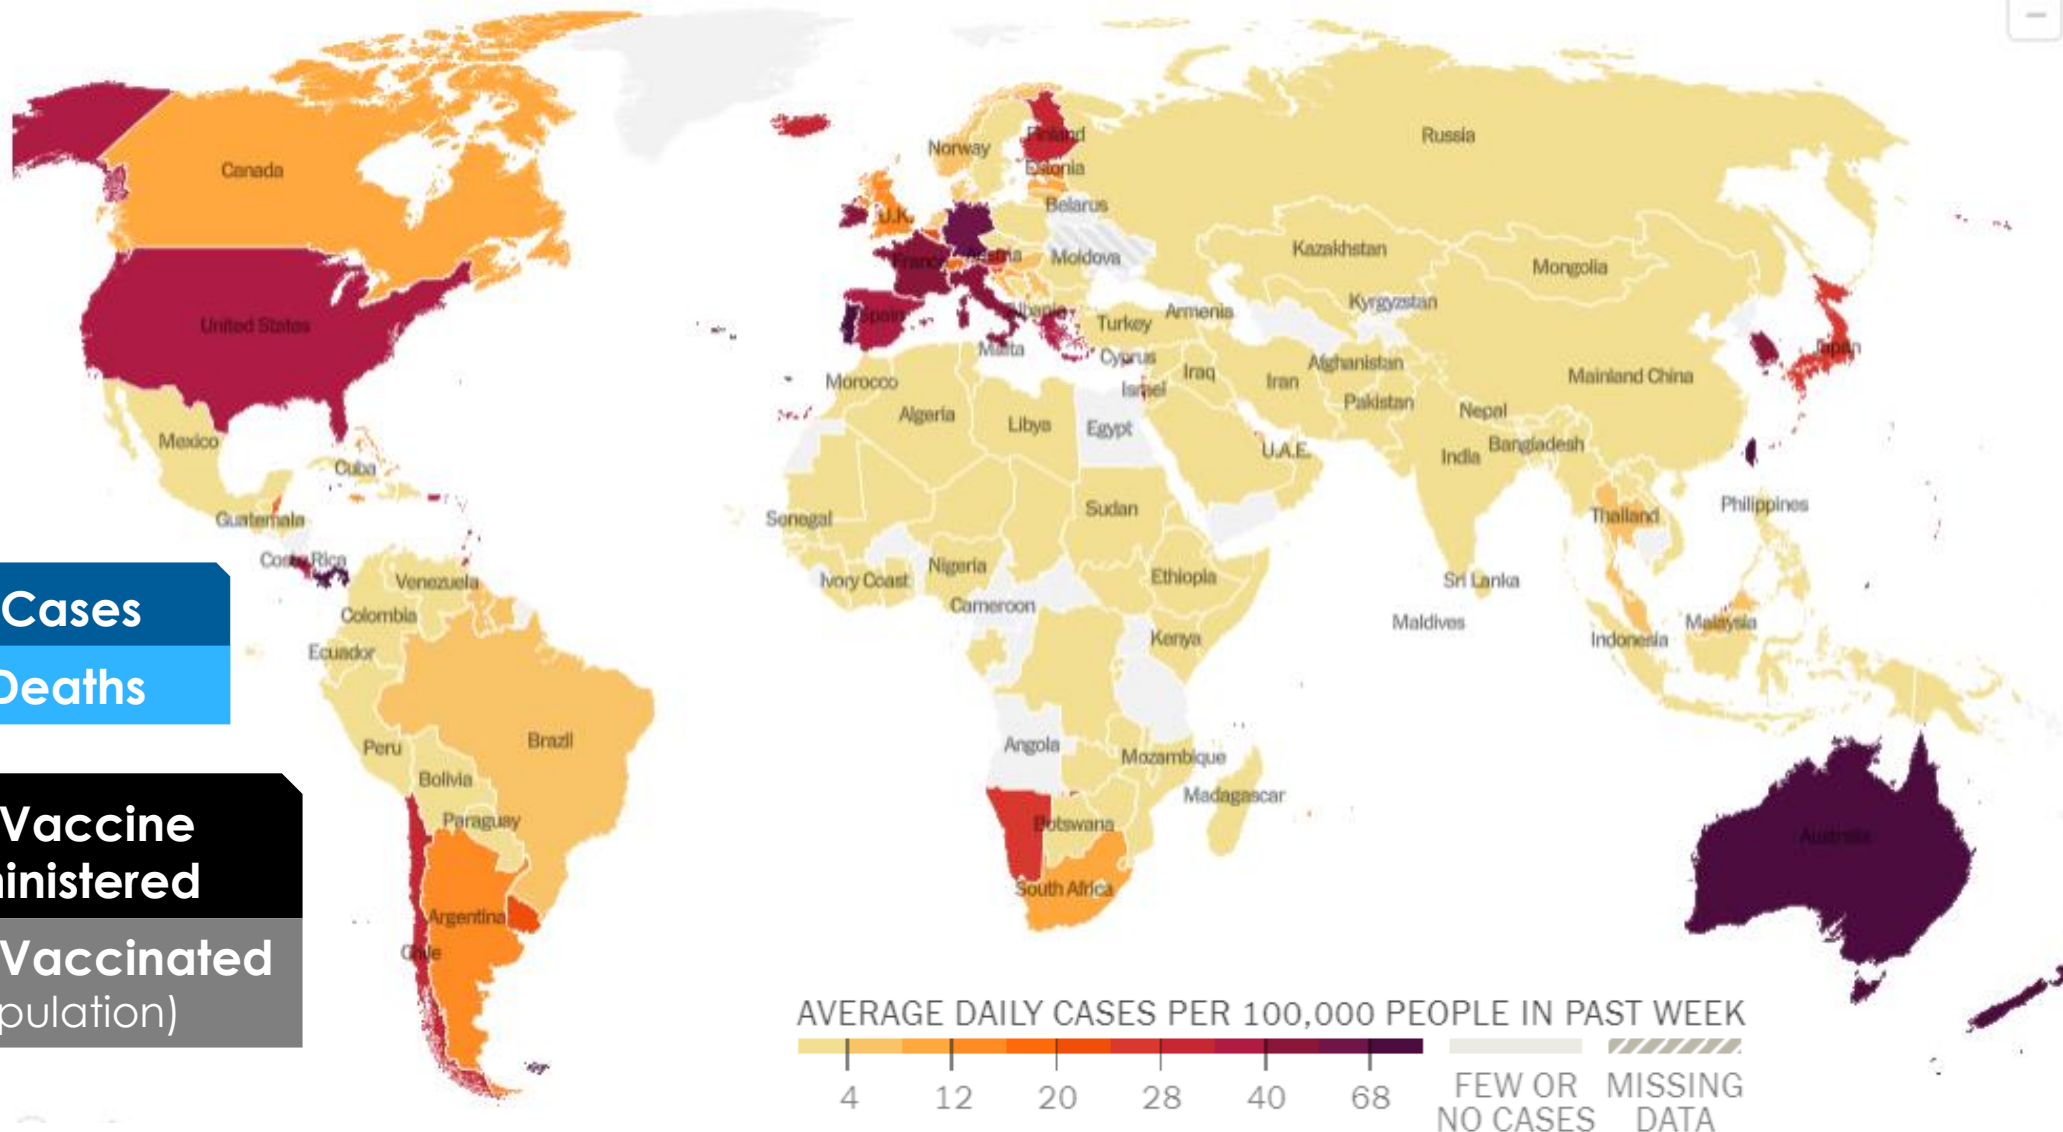 Finland
Russia
Norway
Canada
Estonia
Belarus
U.K.
Kazakhstan
France
Austria
Moldova
Mongolia
Kyrgyzstan
Albania
Armenia
Spain
United States
Turkey
Japan
Malta
Cyprus
Afghanistan
Iraq
Mainland China
Morocco
Iran
Israel
Pakistan
Nepal
Algeria
Libya
Egypt
Mexico
Bangladesh
U.A.E.
India
Cuba
Sudan
Philippines
Senegal
Thailand
Guatemala
Costa Rica
Nigeria
Ethiopia
Venezuela
Ivory Coast
Sri Lanka
Cameroon
Cases
Colombia
Maldives
Malaysia
Kenya
Indonesia
Ecuador
Deaths
Brazil
Angola
Peru
Mozambique
Bolivia
Madagascar
Vaccine
Paraguay
Botswana
Australia
inistered
South Africa
Argentina
Chile
Vaccinated
pulation)
AVERAGE DAILY CASES PER 100,000 PEOPLE IN PAST WEEK
4 12 20 28 40 68
FEW OR NO CASES
MISSING DATA